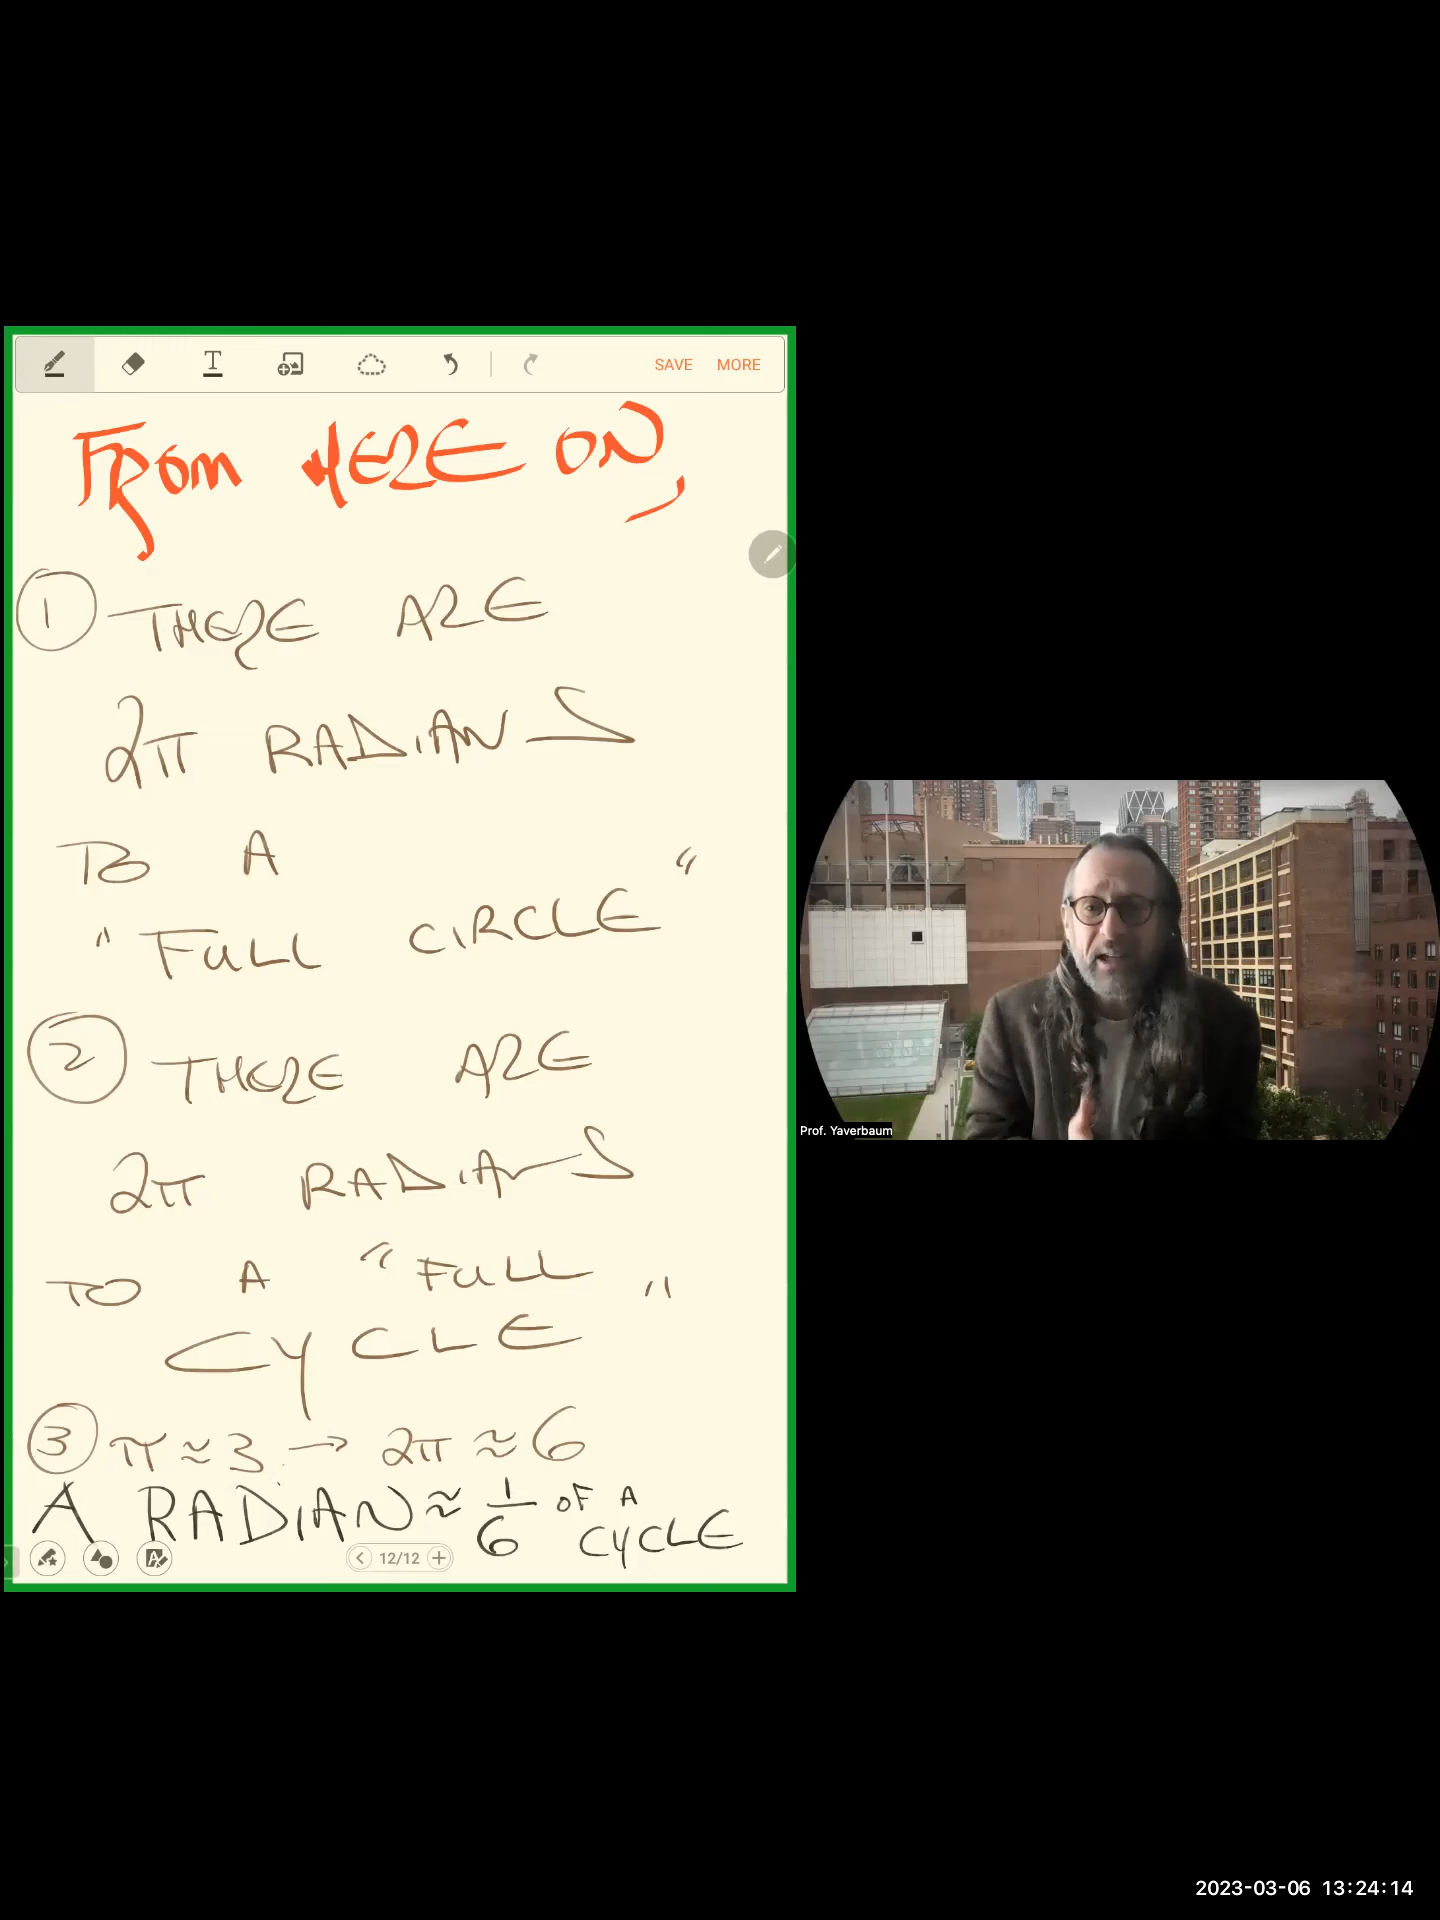 T
SAVE MORE
FROM HERE ON,
1 THERE ARE
2π RADIANS
TO A
"FULL CIRCLE"
2 THERE ARE
2π RADIANS
TO A "FULL
CYCLE"
3 π ≈ 3 → 2π ≈ 6
A RADIAN ≈ 1/6 OF A
CYCLE
A
12/12
Prof. Yaverbaum
2023-03-06 13:24:14